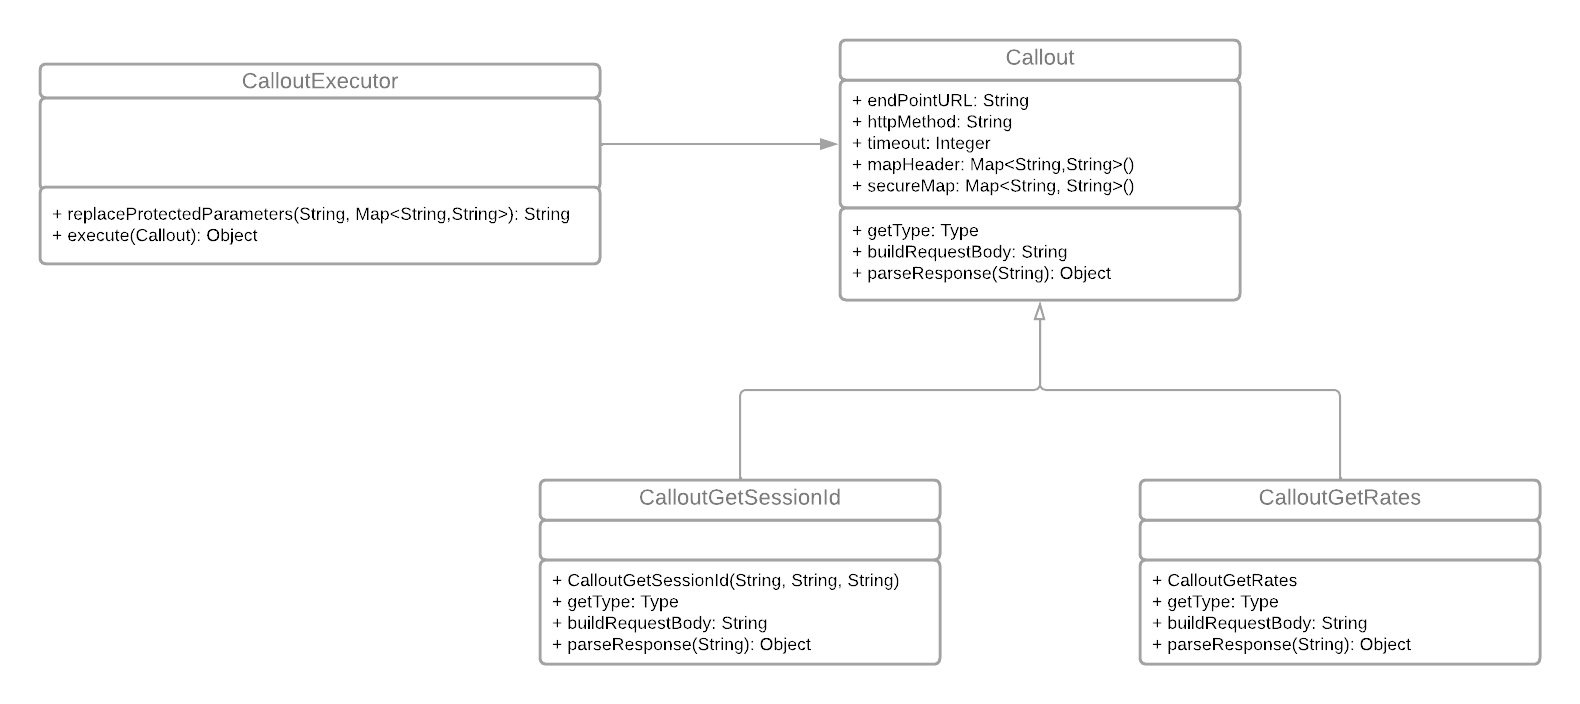 CalloutExecutor
+ replaceProtectedParameters(String, Map<String,String>): String
+ execute(Callout): Object
Callout
+ endPointURL: String
+ httpMethod: String
+ timeout: Integer
+ mapHeader: Map<String,String>()
+ secureMap: Map<String, String>()
+ getType: Type
+ buildRequestBody: String
+ parseResponse(String): Object
CalloutGetSessionId
+ CalloutGetSessionId(String, String, String)
+ getType: Type
+ buildRequestBody: String
+ parseResponse(String): Object
CalloutGetRates
+ CalloutGetRates
+ getType: Type
+ buildRequestBody: String
+ parseResponse(String): Object